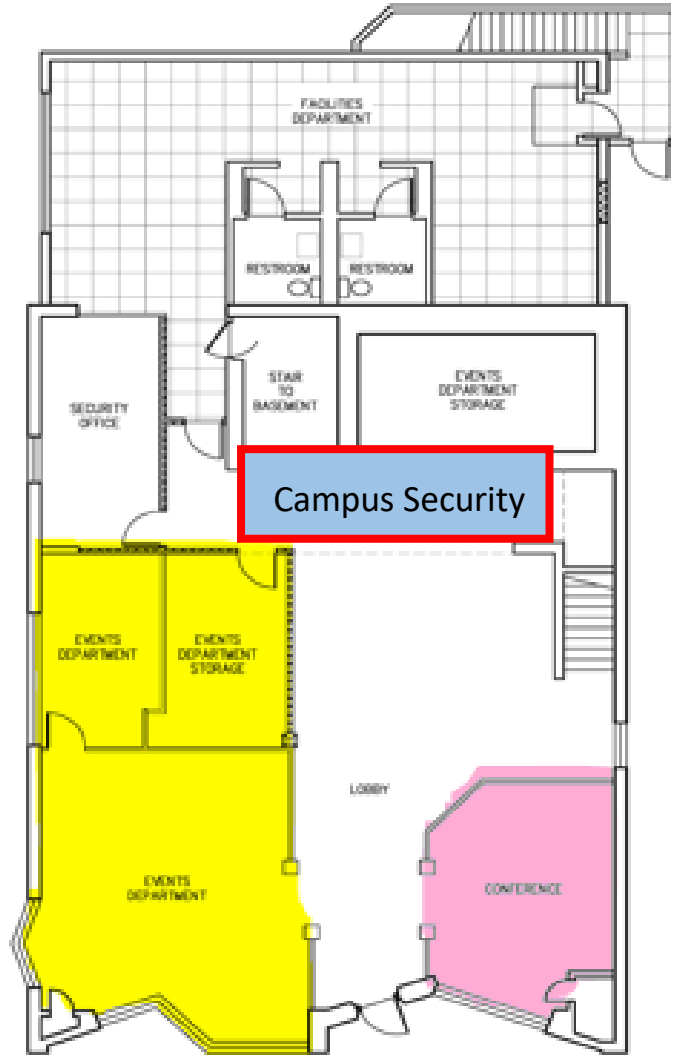 FACILITIES
DEPARTMENT
RESTROOM
RESTROOM
SECURITY
OFFICE
STAIR
TO
BASEMENT
EVENTS
DEPARTMENT
STORAGE
Campus Security
EVENTS
DEPARTMENT
EVENTS
DEPARTMENT
STORAGE
LOBBY
EVENTS
DEPARTMENT
CONFERENCE